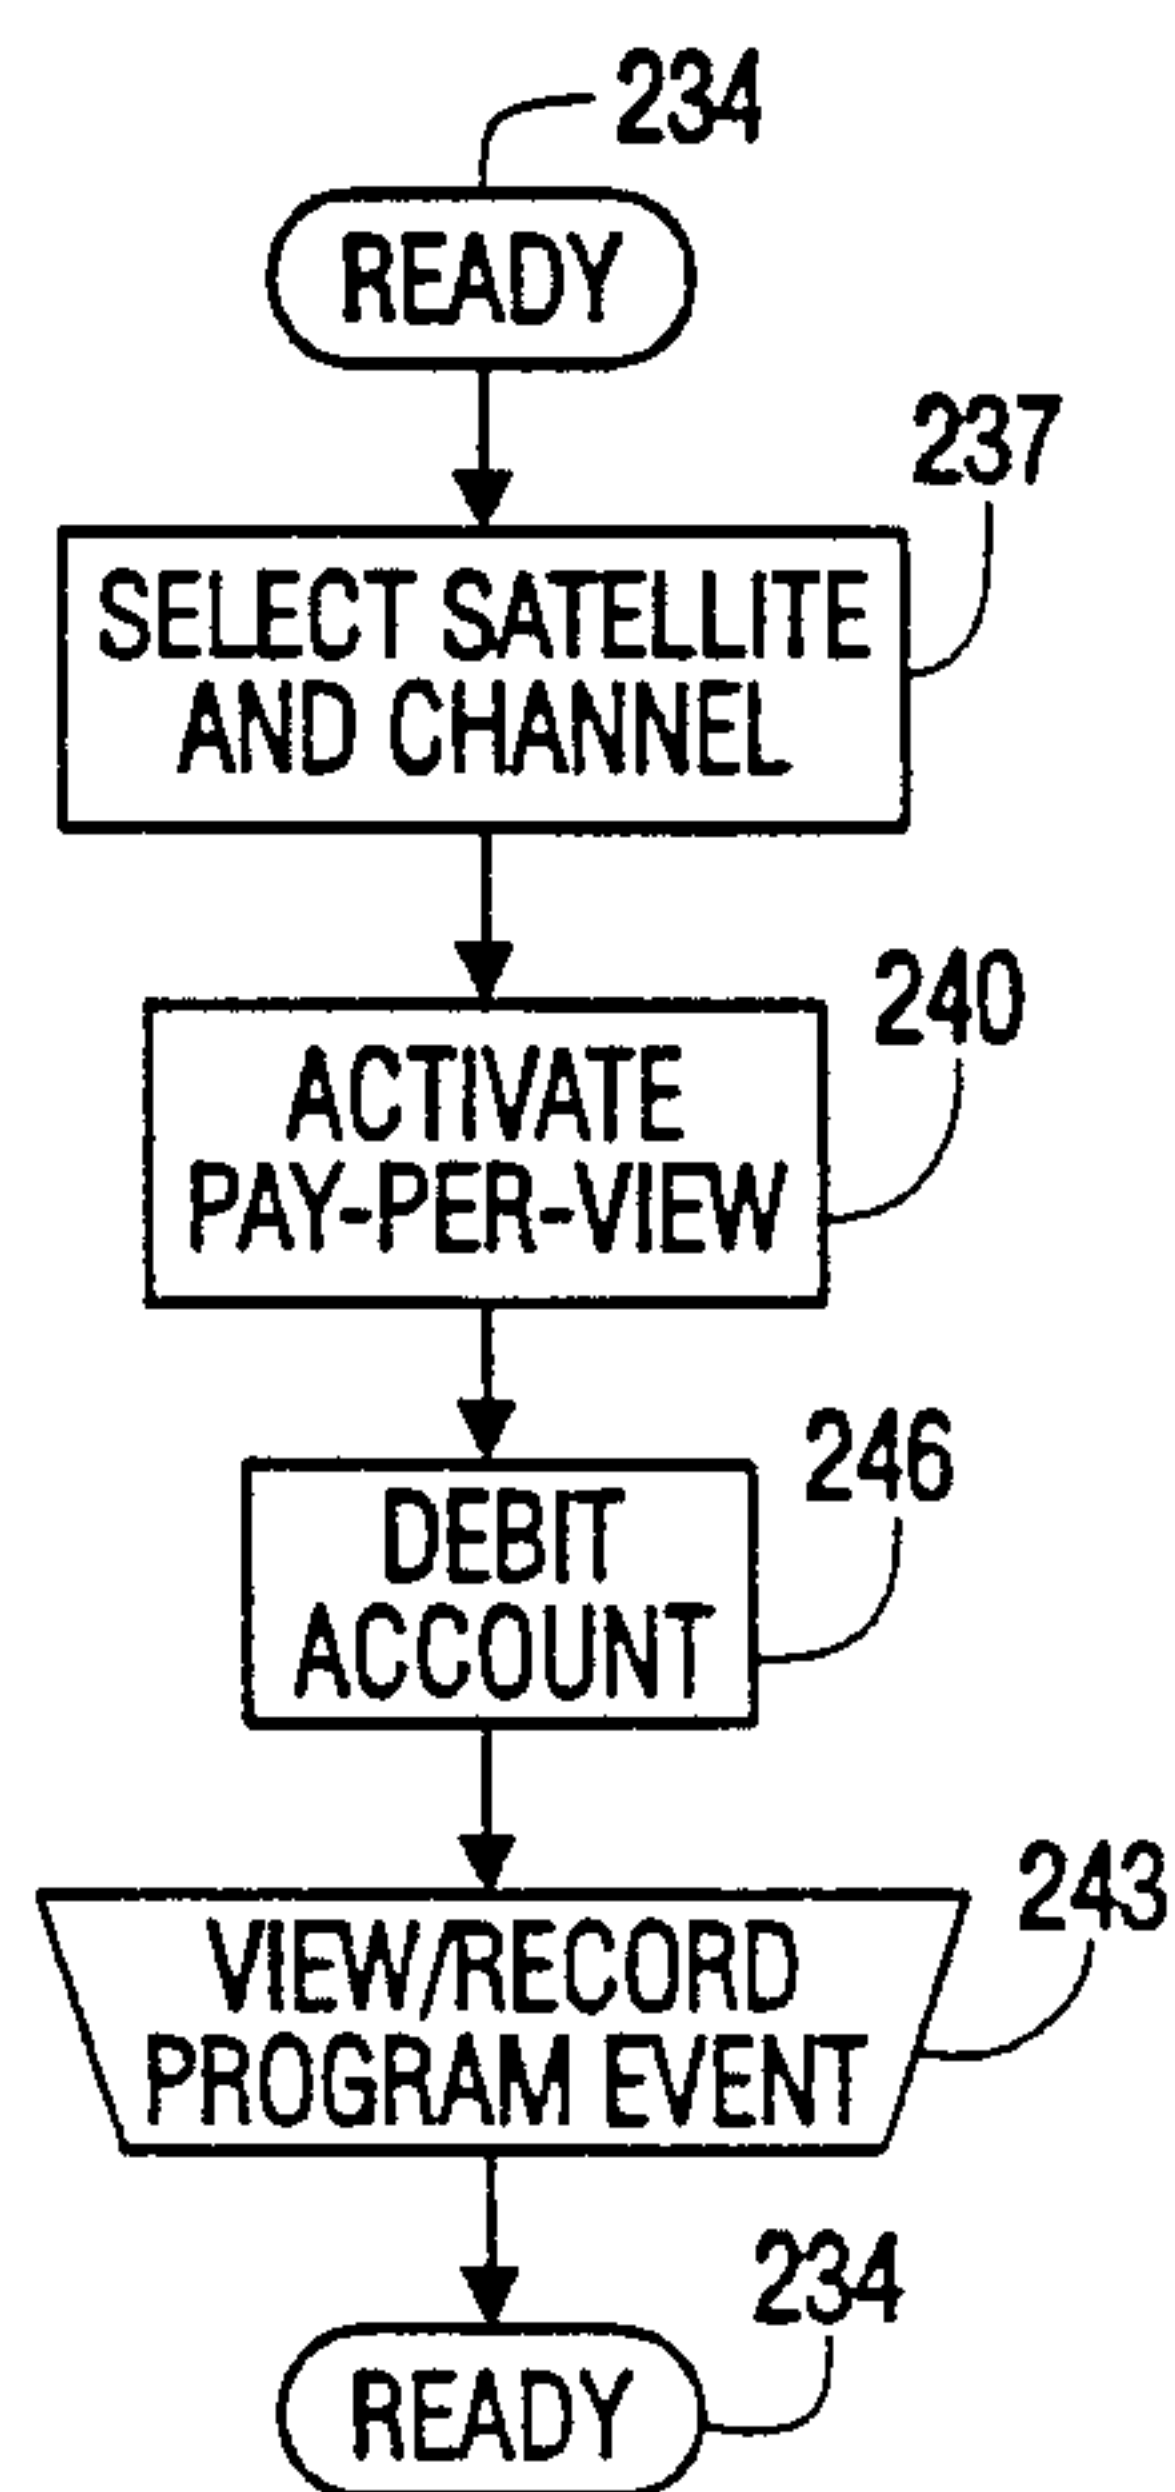 234
READY
237
SELECT SATELLITE
AND CHANNEL
240
ACTIVATE
PAY-PER-VIEW
246
DEBIT
ACCOUNT
243
VIEW/RECORD
PROGRAM EVENT
234
READY